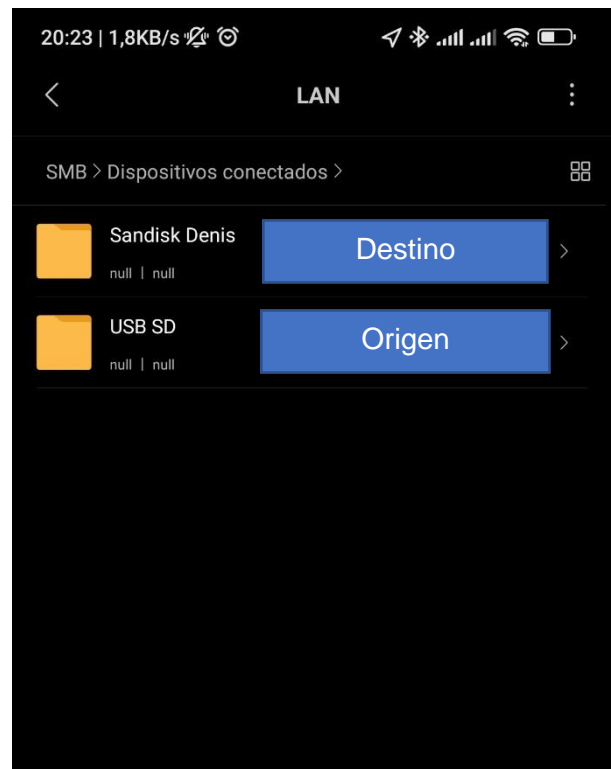 20:23 | 1,8KB/s
LAN
SMB > Dispositivos conectados >
Sandisk Denis
null | null
Destino
USB SD
null | null
Origen